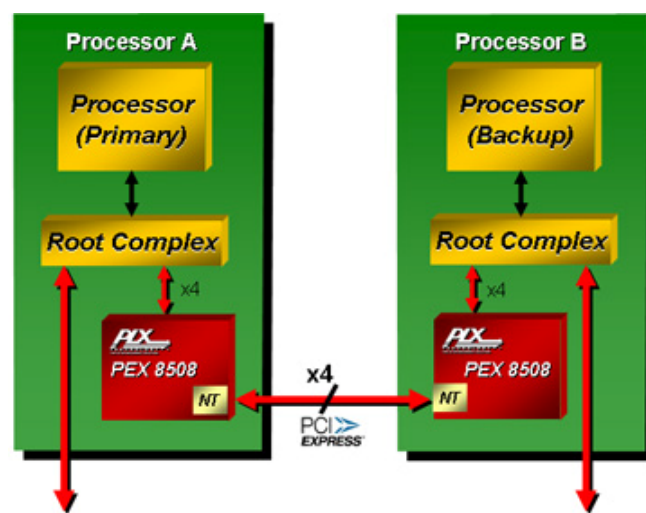 Processor A
Processor
(Primary)
Root Complex
x4
PLX
PEX 8508
NT
x4
PCI
EXPRESS
Processor B
Processor
(Backup)
Root Complex
x4
PLX
PEX 8508
NT